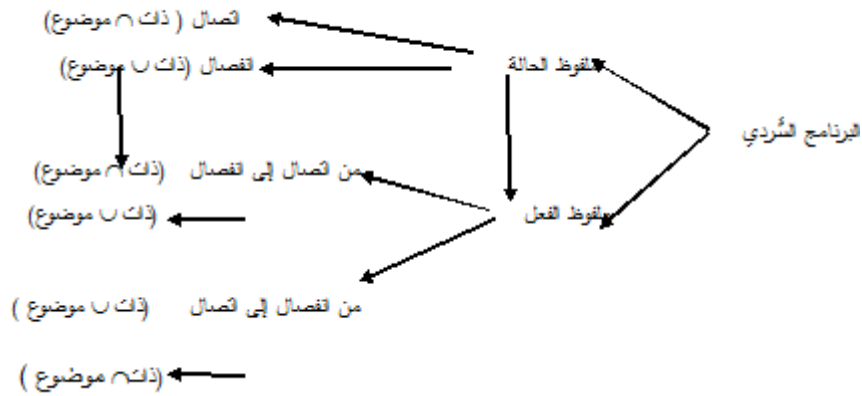 اتصال ( ذات ∩ موضوع)
ملفوظ الحالة
انفصال (ذات ∪ موضوع)
البرنامج السَّردي
من اتصال إلى انفصال (ذات ∩ موضوع)
ملفوظ الفعل
(ذات ∪ موضوع)
من انفصال إلى اتصال (ذات ∪ موضوع )
(ذات∩ موضوع )